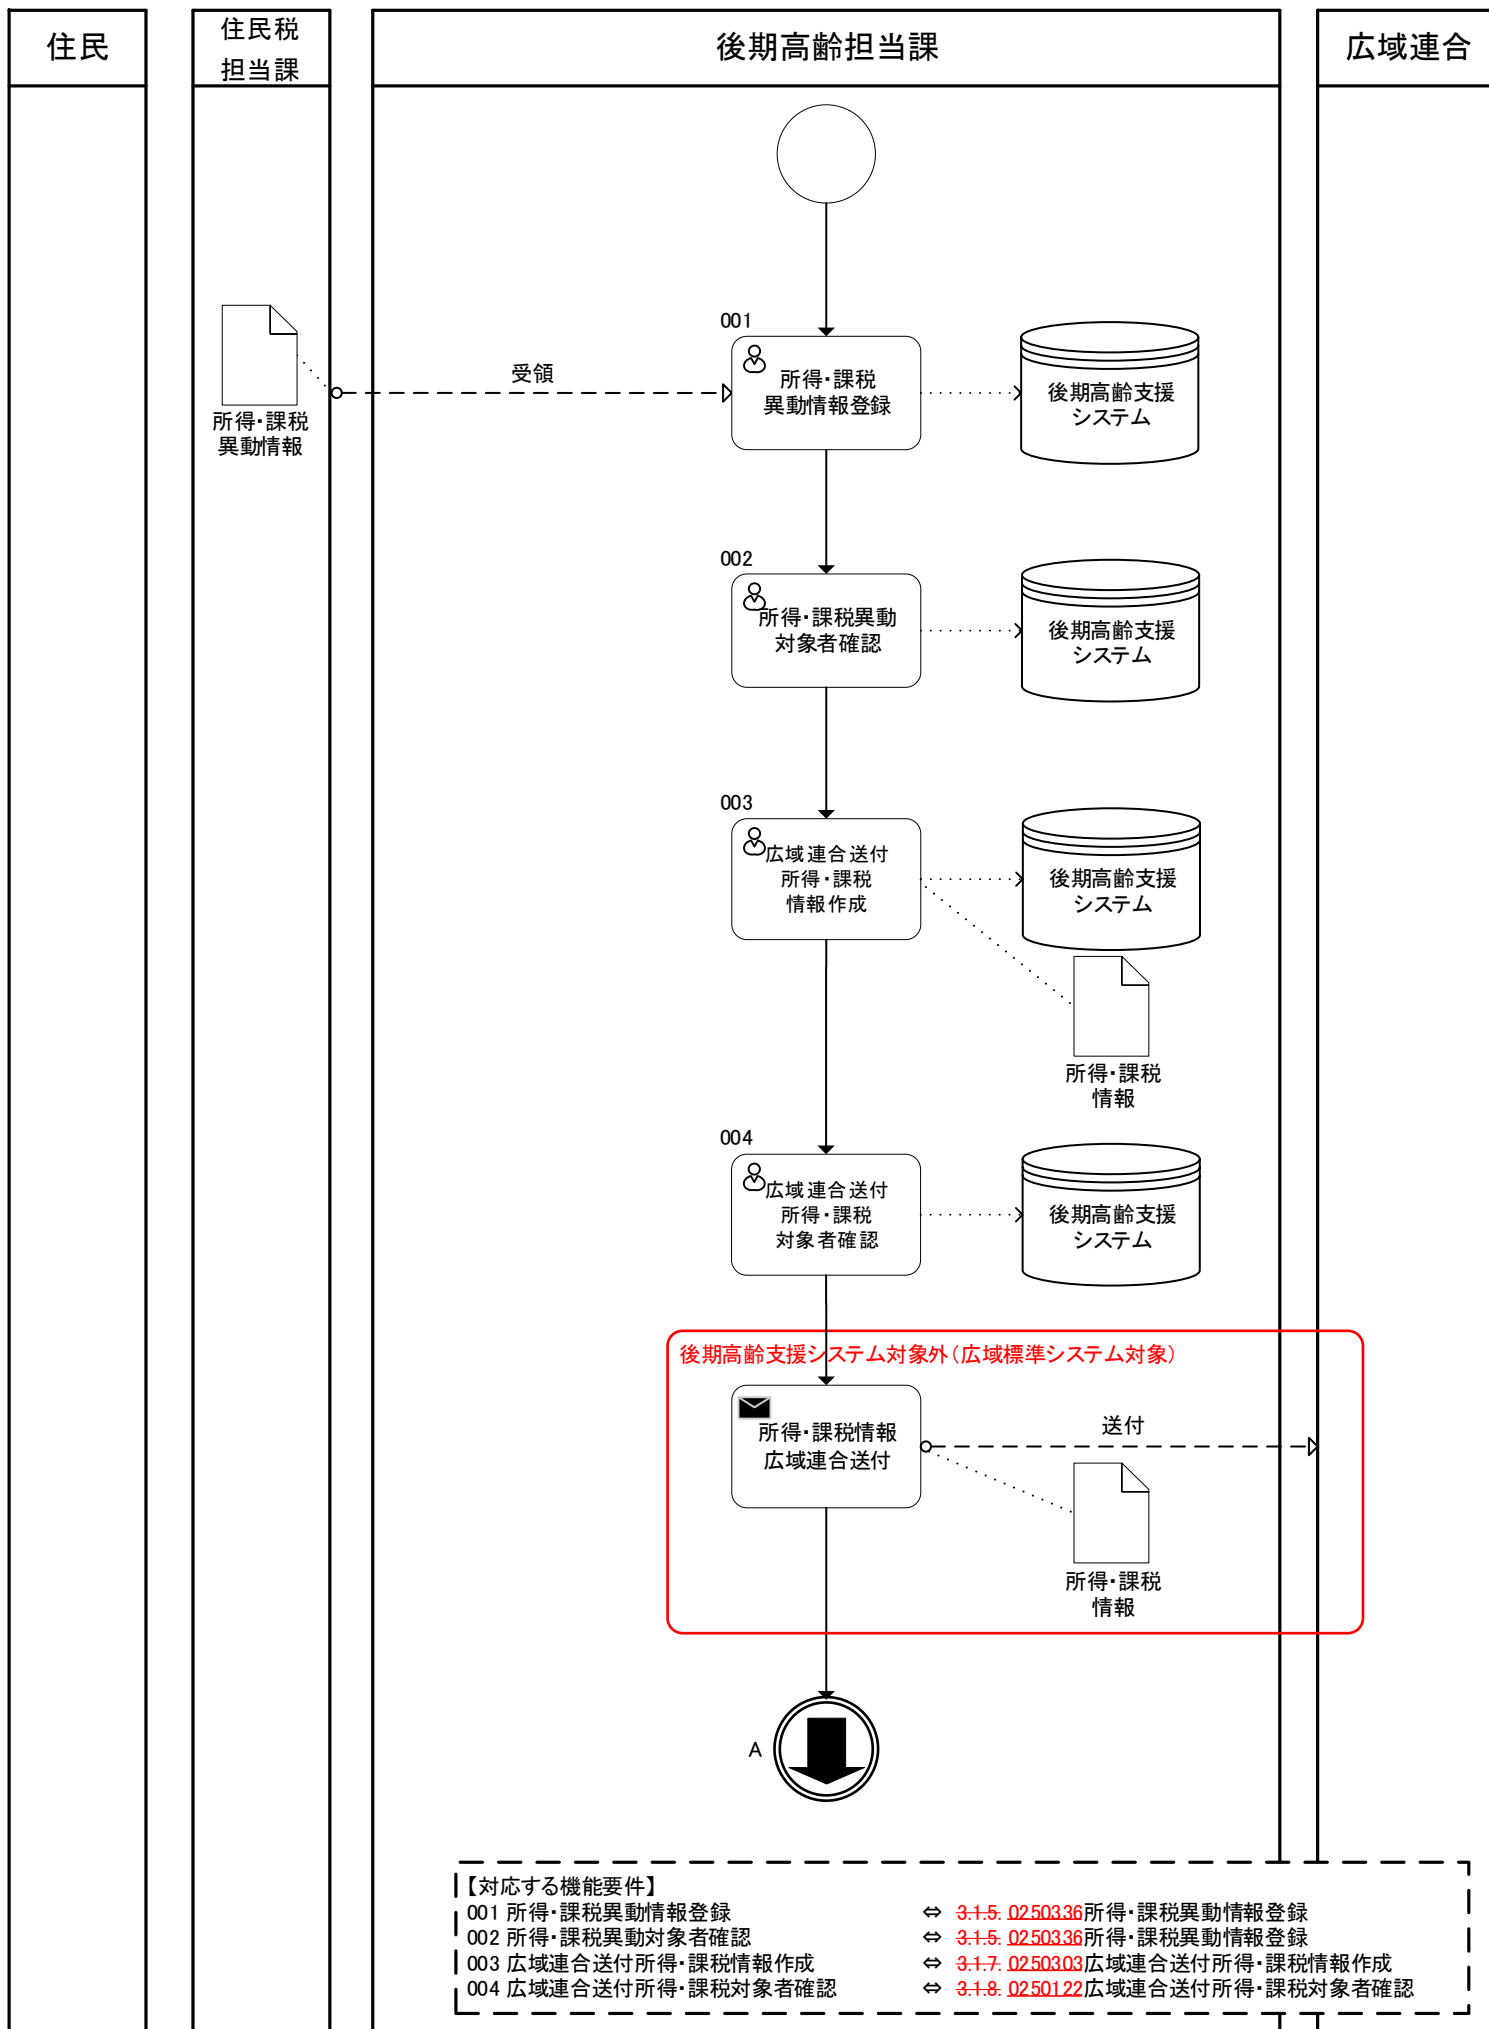 住民
住民税
担当課
後期高齢担当課
広域連合
001
所得・課税
異動情報登録
後期高齢支援
システム
受領
所得・課税
異動情報
002
所得・課税異動
対象者確認
後期高齢支援
システム
003
広域連合送付
所得・課税
情報作成
後期高齢支援
システム
所得・課税
情報
004
広域連合送付
所得・課税
対象者確認
後期高齢支援
システム
後期高齢支援システム対象外（広域標準システム対象）
所得・課税情報
広域連合送付
送付
所得・課税
情報
A
【対応する機能要件】
001 所得・課税異動情報登録 ⇔ 3.1.5. 0250336所得・課税異動情報登録
002 所得・課税異動対象者確認 ⇔ 3.1.5. 0250336所得・課税異動情報登録
003 広域連合送付所得・課税情報作成 ⇔ 3.1.7. 0250303広域連合送付所得・課税情報作成
004 広域連合送付所得・課税対象者確認 ⇔ 3.1.8. 0250122広域連合送付所得・課税対象者確認